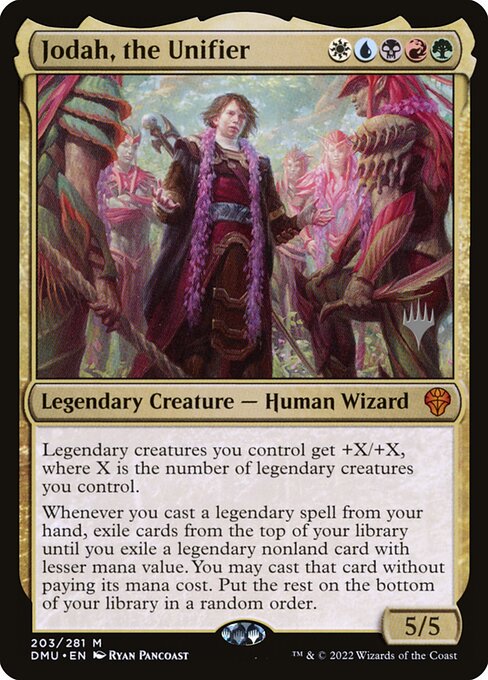 Jodah, the Unifier
Legendary Creature — Human Wizard
Legendary creatures you control get +X/+X,
where X is the number of legendary creatures
you control.
Whenever you cast a legendary spell from your
hand, exile cards from the top of your library
until you exile a legendary nonland card with
lesser mana value. You may cast that card without
paying its mana cost. Put the rest on the bottom
of your library in a random order.
5/5
203/281 M
DMU • EN Ryan Pancoast
™ & © 2022 Wizards of the Coast